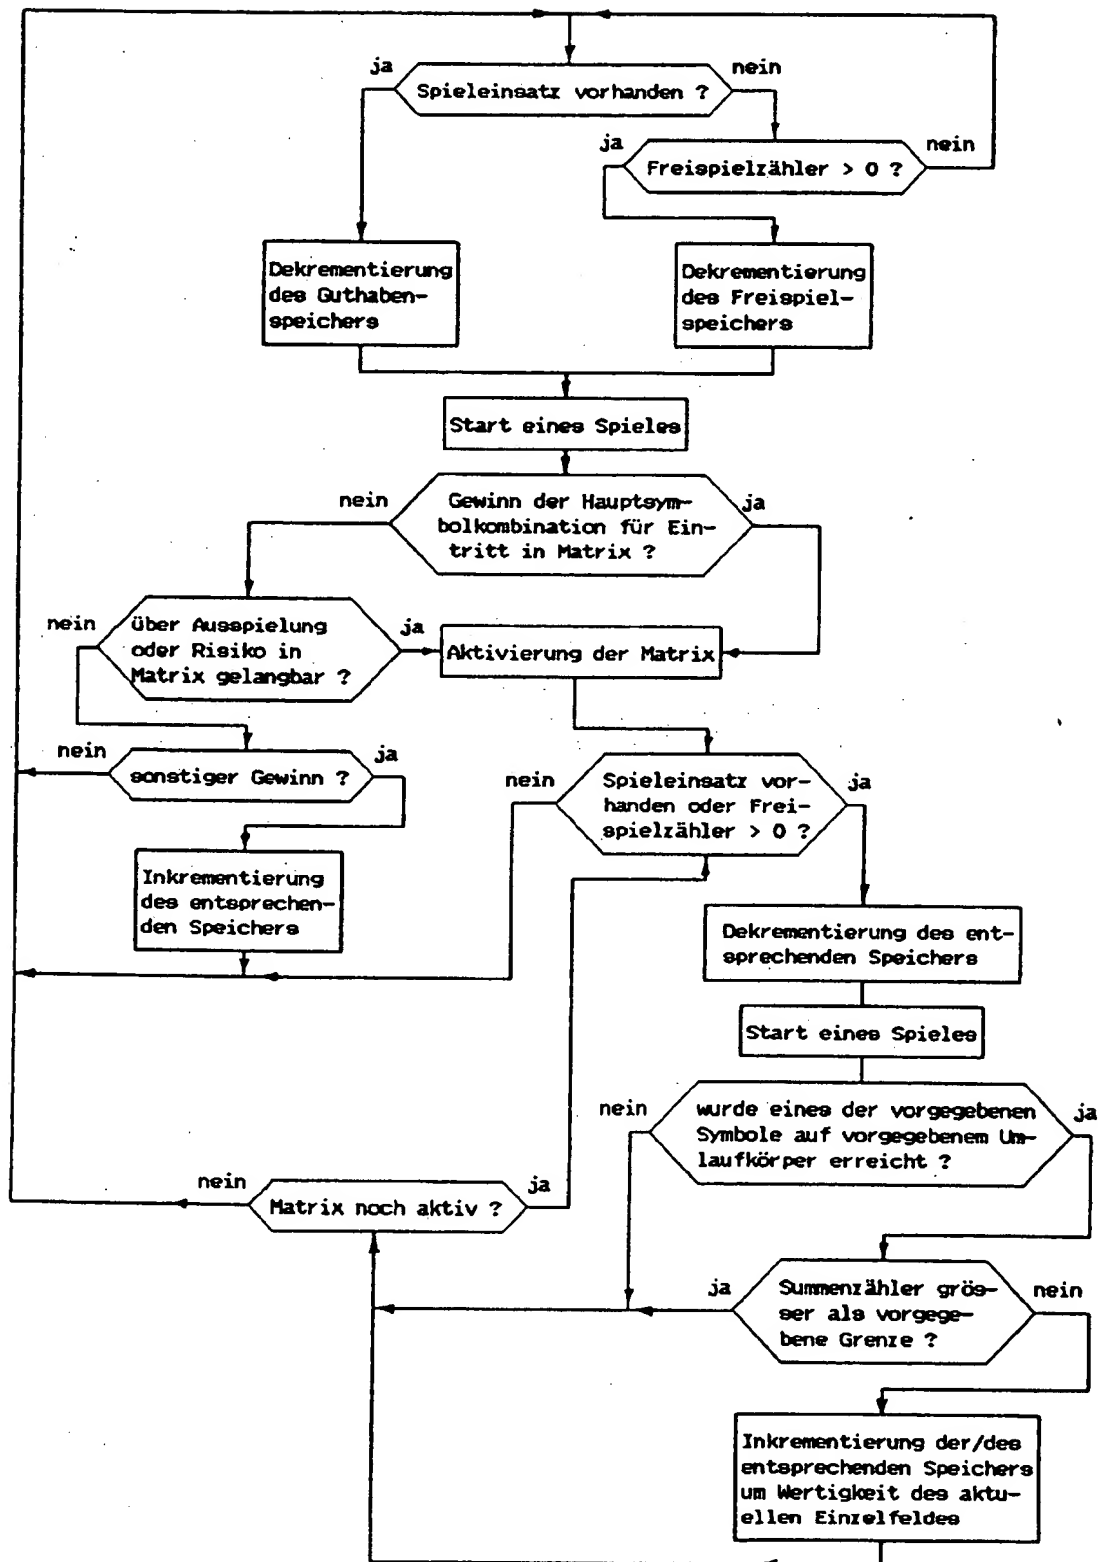 ja
nein
Spieleinsatz vorhanden ?
ja
nein
Freispielzähler > 0 ?
Dekrementierung
des Guthaben-
speichers
Dekrementierung
des Freispiel-
speichers
Start eines Spieles
nein
Gewinn der Hauptsym-
bolkombination für Ein-
tritt in Matrix ?
ja
nein
über Ausspielung
oder Risiko in
Matrix gelangbar ?
ja
Aktivierung der Matrix
nein
sonstiger Gewinn ?
ja
nein
Spieleinsatz vor-
handen oder Frei-
spielzähler > 0 ?
ja
Inkrementierung
des entsprechen-
den Speichers
Dekrementierung des ent-
sprechenden Speichers
Start eines Spieles
nein
wurde eines der vorgegebenen
Symbole auf vorgegebenem Um-
laufkörper erreicht ?
ja
nein
Matrix noch aktiv ?
ja
ja
Summenzähler grös-
ser als vorgege-
bene Grenze ?
nein
Inkrementierung der/des
entsprechenden Speichers
um Wertigkeit des aktu-
ellen Einzelfeldes